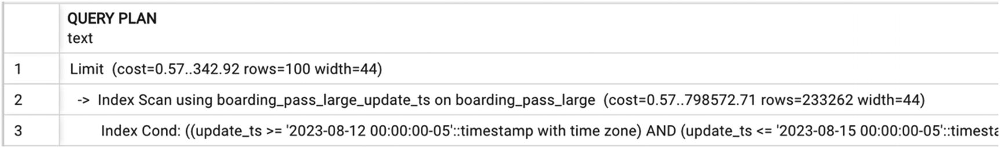 QUERY PLAN
text
1 Limit (cost=0.57..342.92 rows=100 width=44)
2 -> Index Scan using boarding_pass_large_update_ts on boarding_pass_large (cost=0.57..798572.71 rows=233262 width=44)
3 Index Cond: ((update_ts >= '2023-08-12 00:00:00-05'::timestamp with time zone) AND (update_ts <= '2023-08-15 00:00:00-05'::timesta